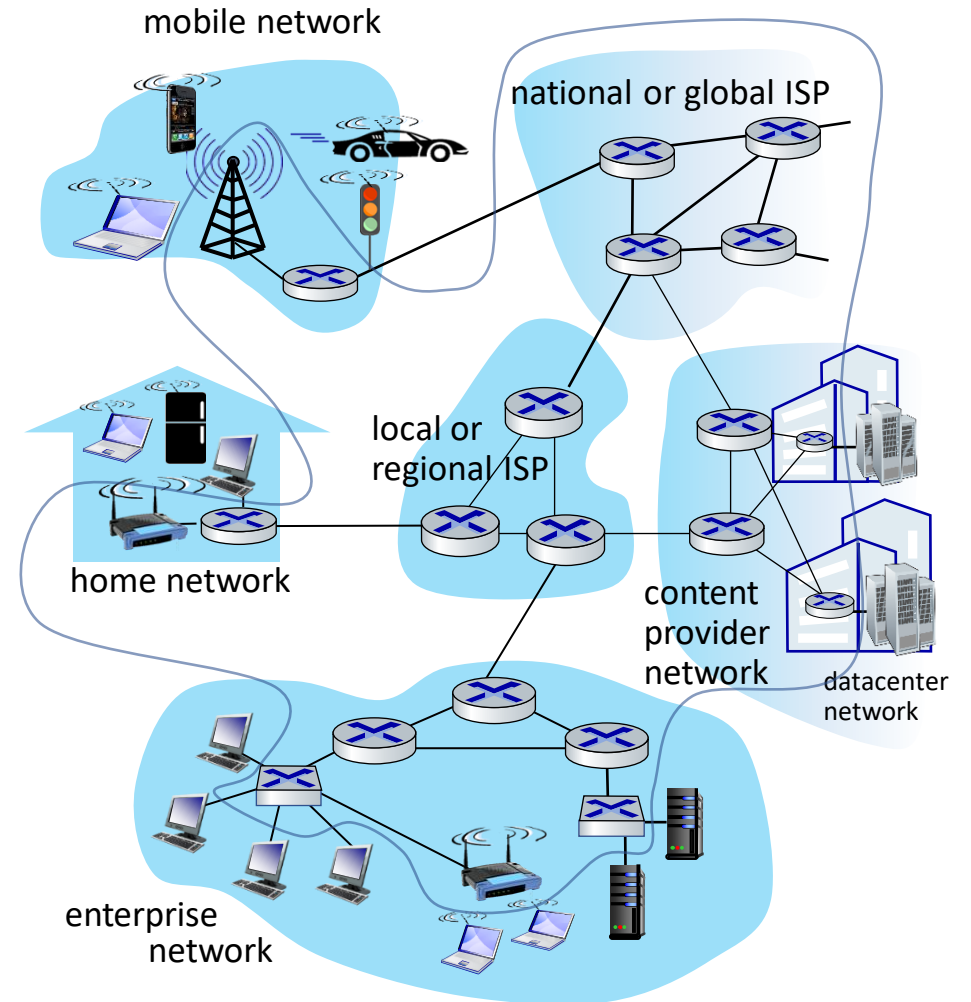 mobile network
national or global ISP
local or
regional ISP
home network
content
provider
network
datacenter
network
enterprise
network